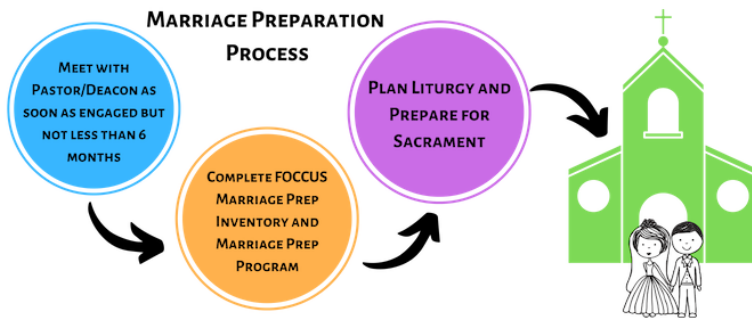 Marriage Preparation
Process
Meet with
Pastor/Deacon as
soon as engaged but
not less than 6
months
Complete FOCCUS
Marriage Prep
Inventory and
Marriage Prep
Program
Plan Liturgy and
Prepare for
Sacrament